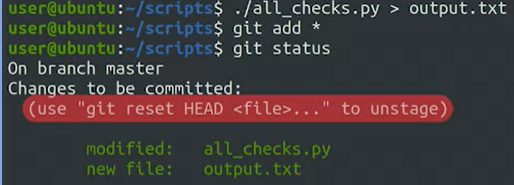 user@ubuntu:~/scripts$ ./all_checks.py > output.txt
user@ubuntu:~/scripts$ git add *
user@ubuntu:~/scripts$ git status
On branch master
Changes to be committed:
  (use "git reset HEAD <file>..." to unstage)
        modified:   all_checks.py
        new file:   output.txt